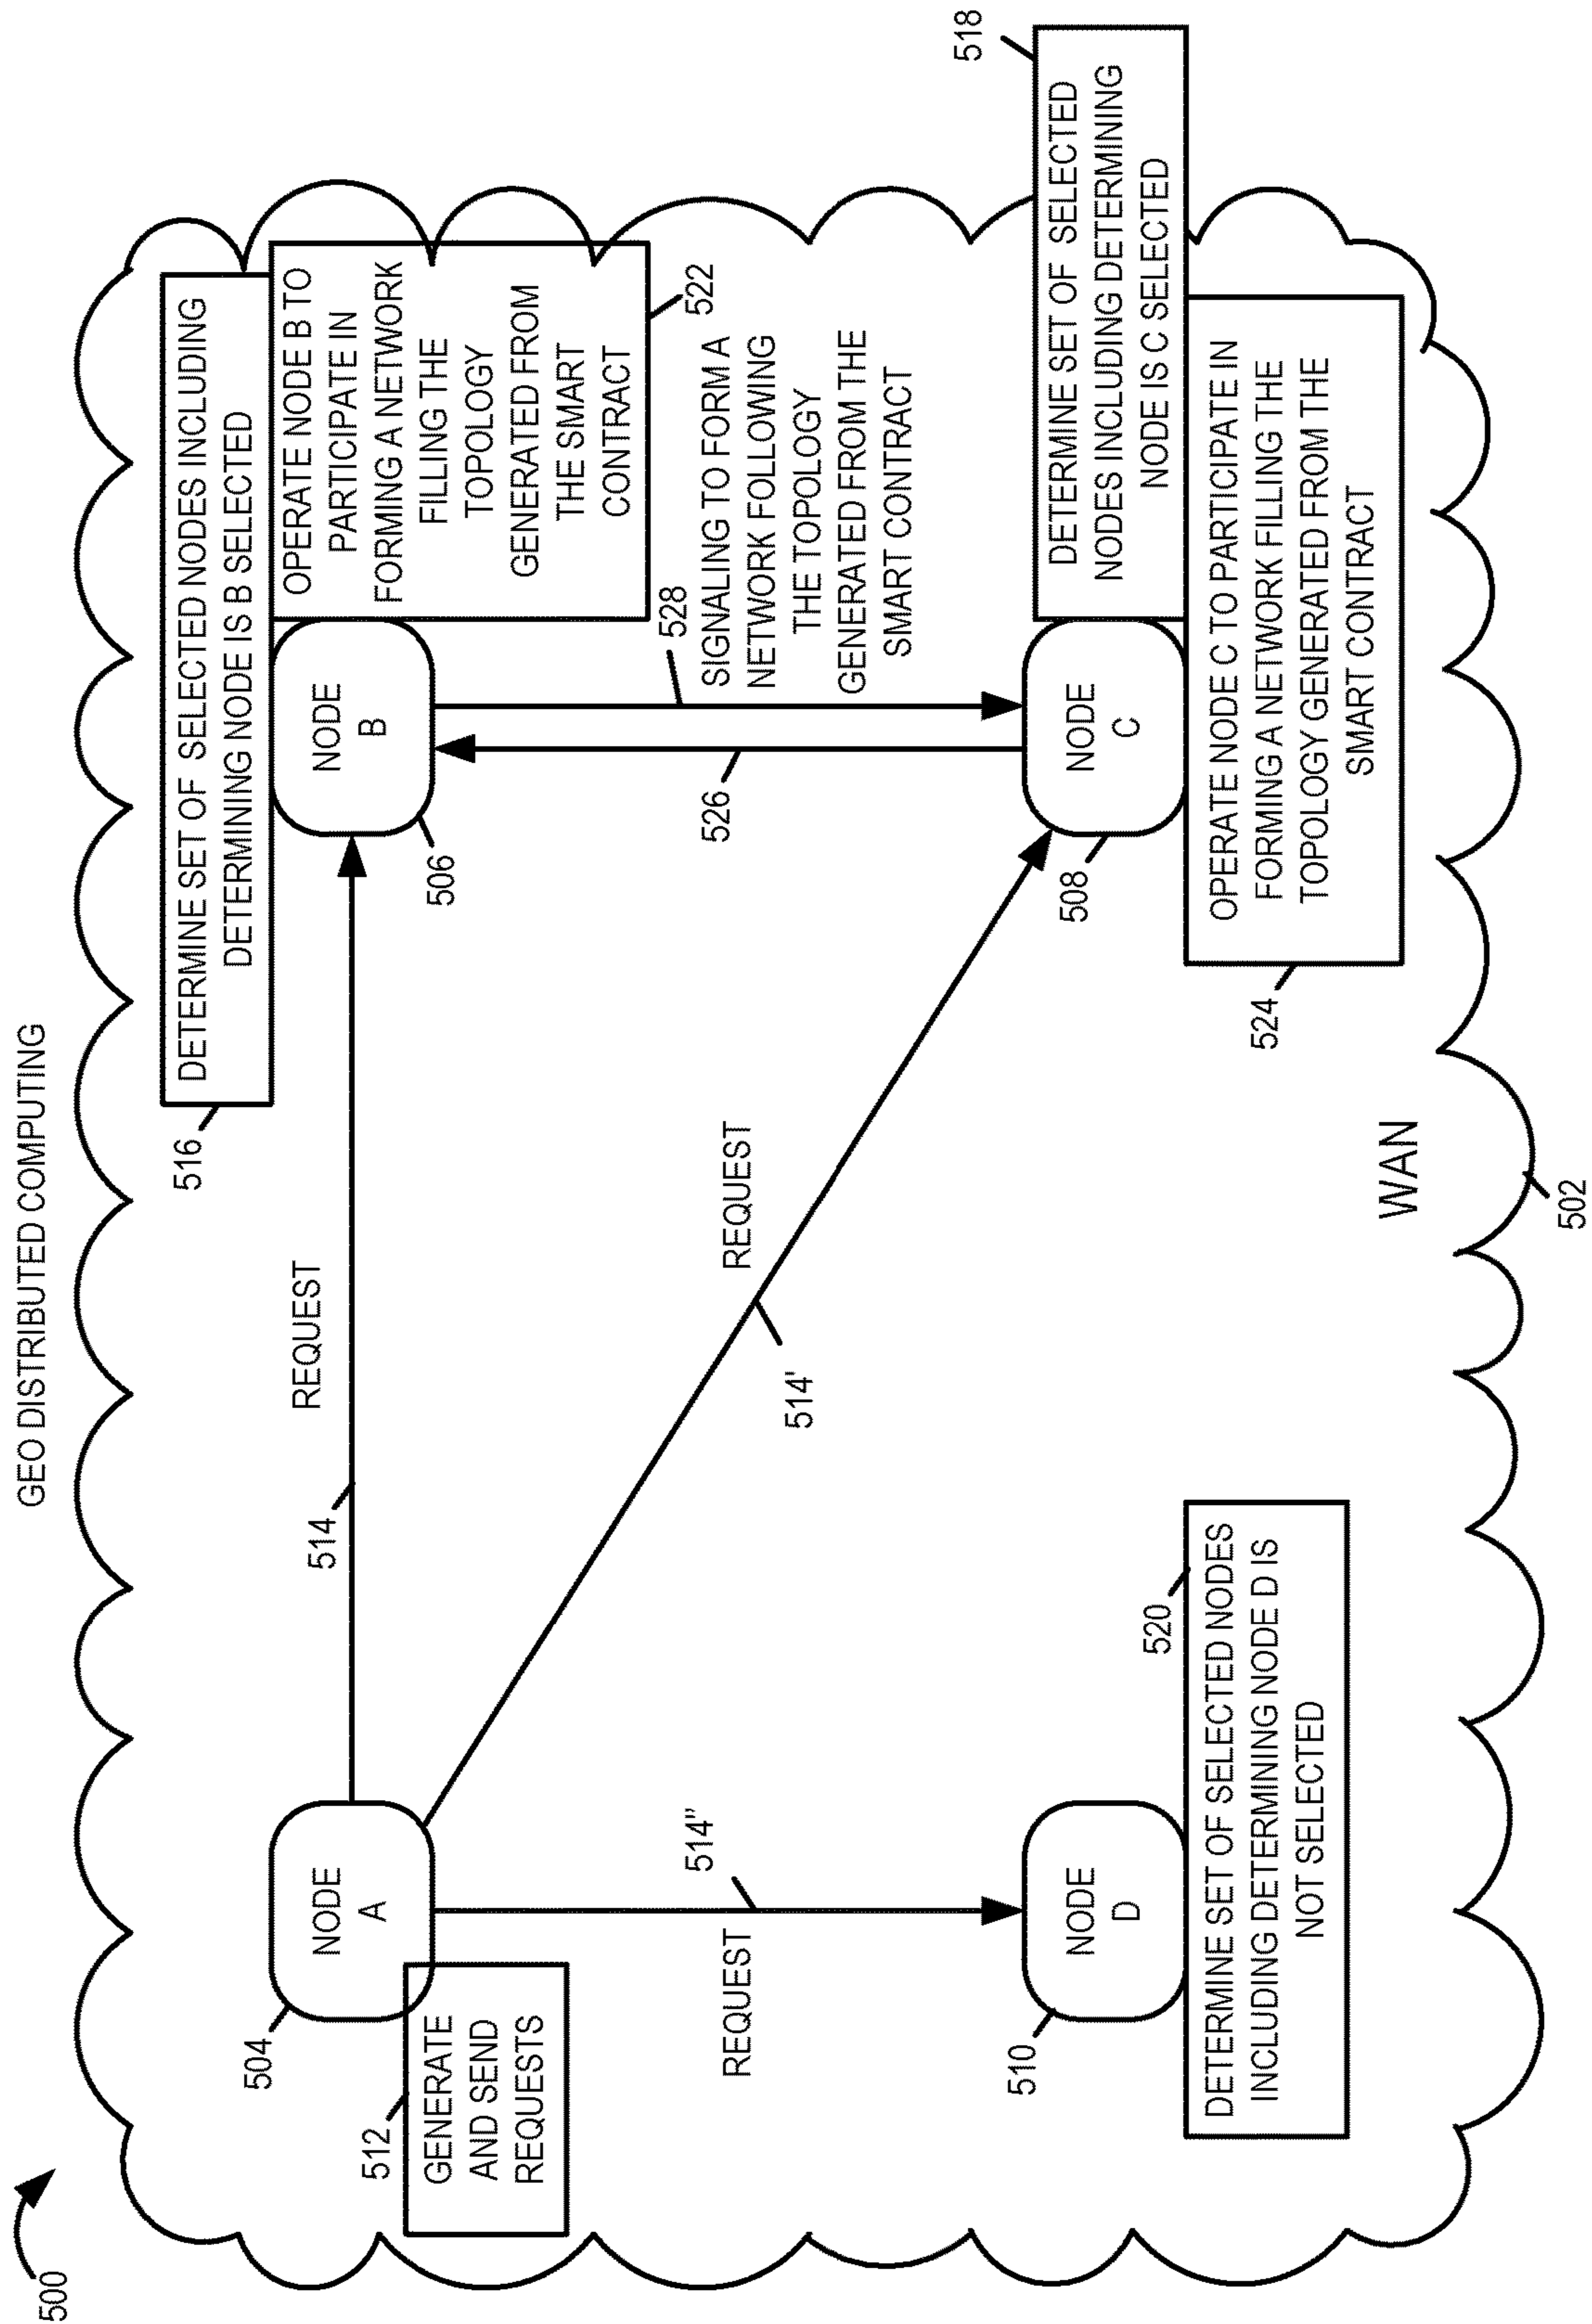 GEO DISTRIBUTED COMPUTING
500
504
NODE
A
512
GENERATE
AND SEND
REQUESTS
514
REQUEST
514'
REQUEST
514"
REQUEST
516
DETERMINE SET OF SELECTED NODES INCLUDING
DETERMINING NODE IS B SELECTED
NODE
B
506
OPERATE NODE B TO
PARTICIPATE IN
FORMING A NETWORK
FILLING THE
TOPOLOGY
GENERATED FROM
THE SMART
CONTRACT
522
526
528
SIGNALING TO FORM A
NETWORK FOLLOWING
THE TOPOLOGY
GENERATED FROM THE
SMART CONTRACT
510
NODE
D
520
DETERMINE SET OF SELECTED NODES
INCLUDING DETERMINING NODE D IS
NOT SELECTED
508
NODE
C
518
DETERMINE SET OF SELECTED
NODES INCLUDING DETERMINING
NODE IS C SELECTED
524
OPERATE NODE C TO PARTICIPATE IN
FORMING A NETWORK FILLING THE
TOPOLOGY GENERATED FROM THE
SMART CONTRACT
WAN
502